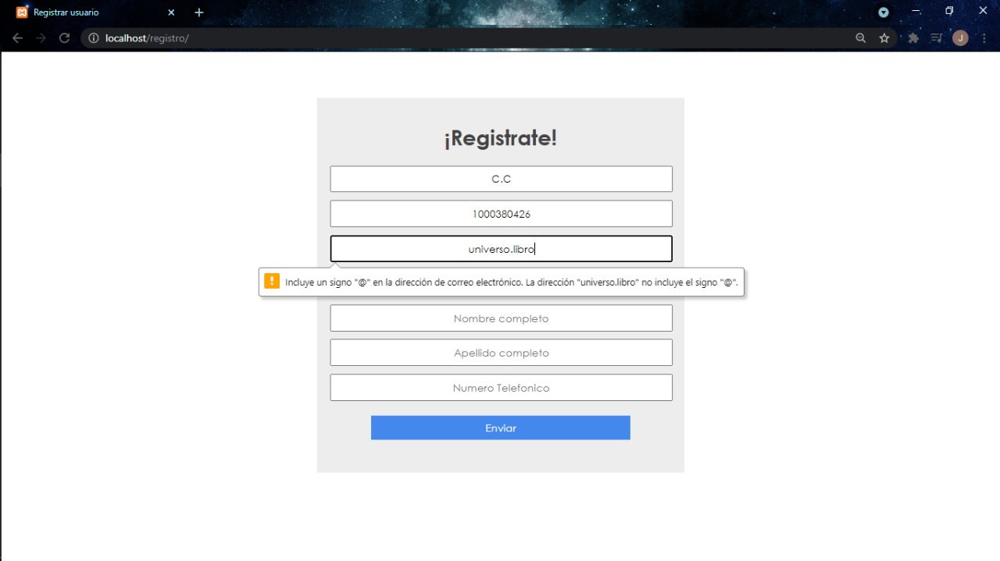 Registrar usuario
localhost/registro/
J
¡Registrate!
C.C
1000380426
universo.libro
Incluye un signo "@" en la dirección de correo electrónico. La dirección "universo.libro" no incluye el signo "@".
Nombre completo
Apellido completo
Numero Telefonico
Enviar